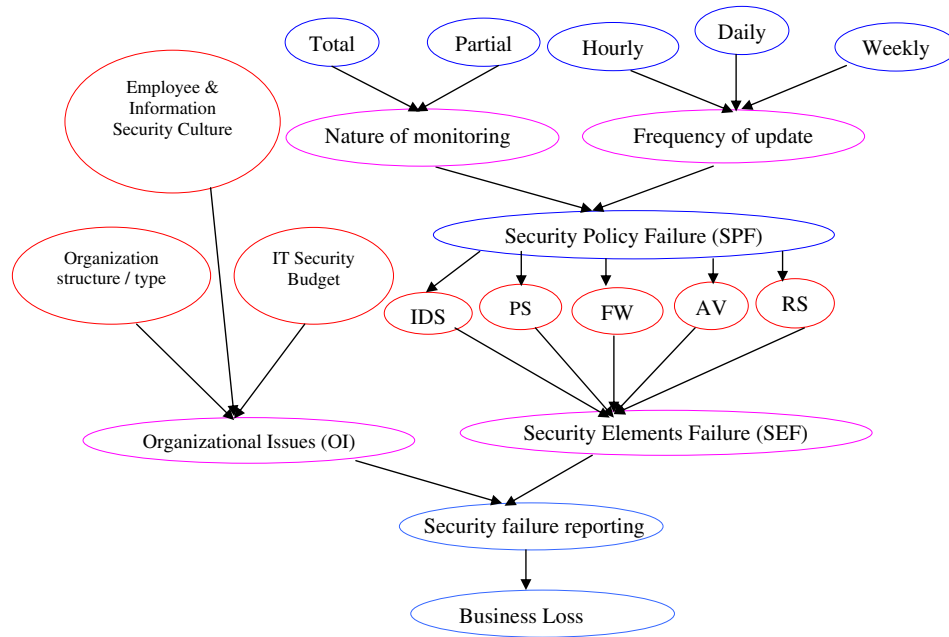 Total
Partial
Hourly
Daily
Weekly
Employee &
Information
Security Culture
Nature of monitoring
Frequency of update
Security Policy Failure (SPF)
Organization
structure / type
IT Security
Budget
IDS
PS
FW
AV
RS
Organizational Issues (OI)
Security Elements Failure (SEF)
Security failure reporting
Business Loss